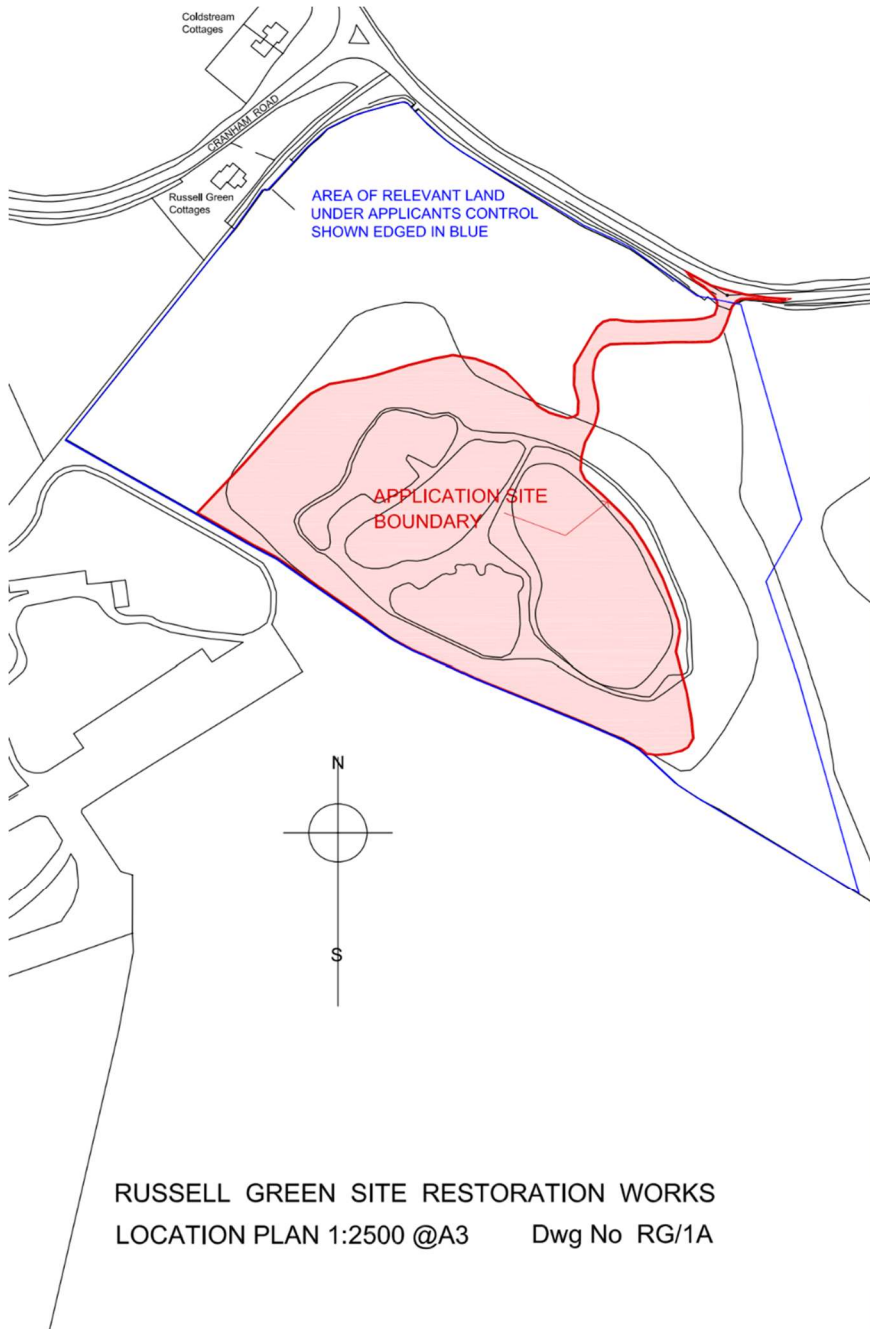 Coldstream
Cottages
CRANHAM ROAD
Russell Green
Cottages
AREA OF RELEVANT LAND
UNDER APPLICANTS CONTROL
SHOWN EDGED IN BLUE
APPLICATION SITE
BOUNDARY
N
S
RUSSELL GREEN SITE RESTORATION WORKS
LOCATION PLAN 1:2500 @A3 Dwg No RG/1A